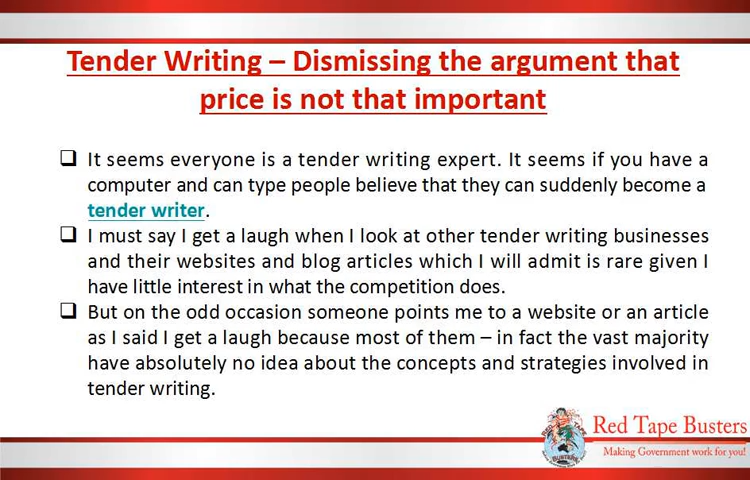 Tender Writing – Dismissing the argument that
price is not that important
It seems everyone is a tender writing expert. It seems if you have a
computer and can type people believe that they can suddenly become a
tender writer.
I must say I get a laugh when I look at other tender writing businesses
and their websites and blog articles which I will admit is rare given I
have little interest in what the competition does.
But on the odd occasion someone points me to a website or an article
as I said I get a laugh because most of them – in fact the vast majority
have absolutely no idea about the concepts and strategies involved in
tender writing.
Red Tape Busters
Making Government work for you!
RED TAPE
BUSTERS